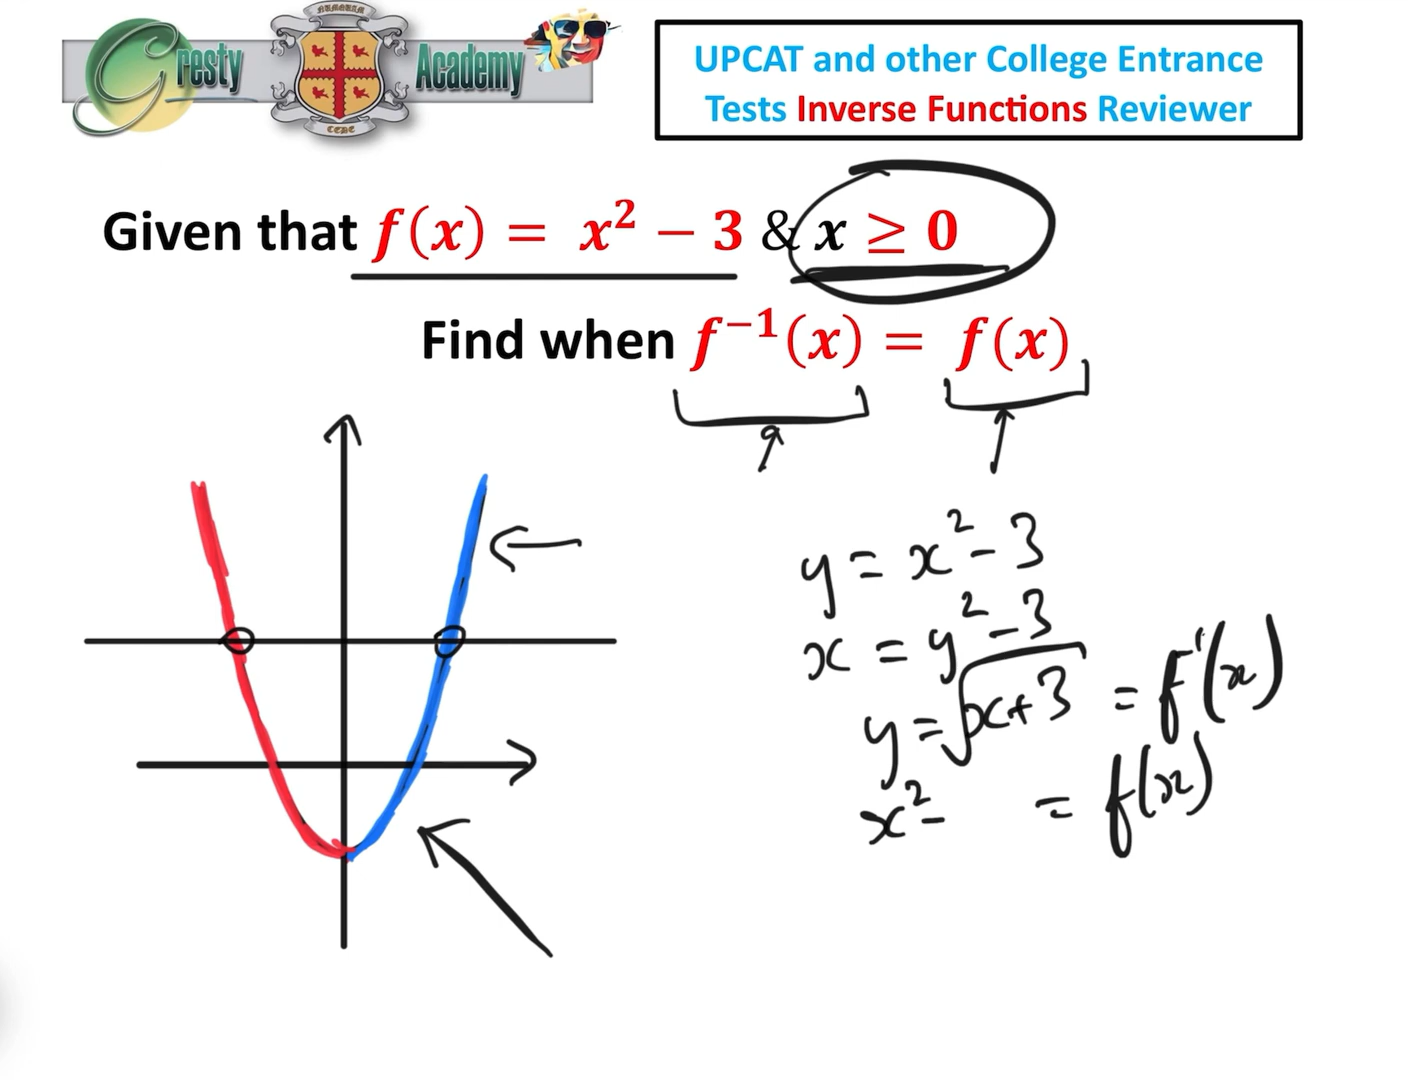 Cresty Academy
UPCAT and other College Entrance
Tests Inverse Functions Reviewer
Given that f(x) = x² − 3 & x ≥ 0
Find when f⁻¹(x) = f(x)
y = x² - 3
x = y² - 3
y = √x+3 = f⁻¹(x)
x² - = f(x)